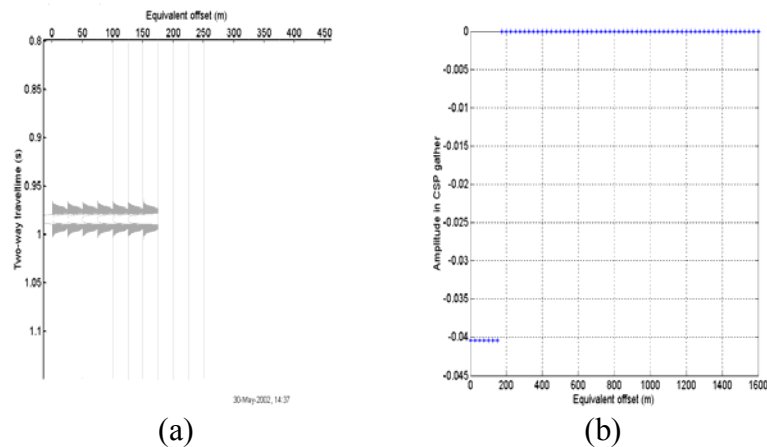 Equivalent offset (m)
0 50 100 150 200 250 300 350 400 450
0.8
0.85
0.9
0.95
1
1.05
1.1
Two-way traveltime (s)
30-May-2002, 14:37
(a)
0
-0.005
-0.01
-0.015
-0.02
-0.025
-0.03
-0.035
-0.04
-0.045
Amplitude in CSP gather
0 200 400 600 800 1000 1200 1400 1600
Equivalent offset (m)
(b)